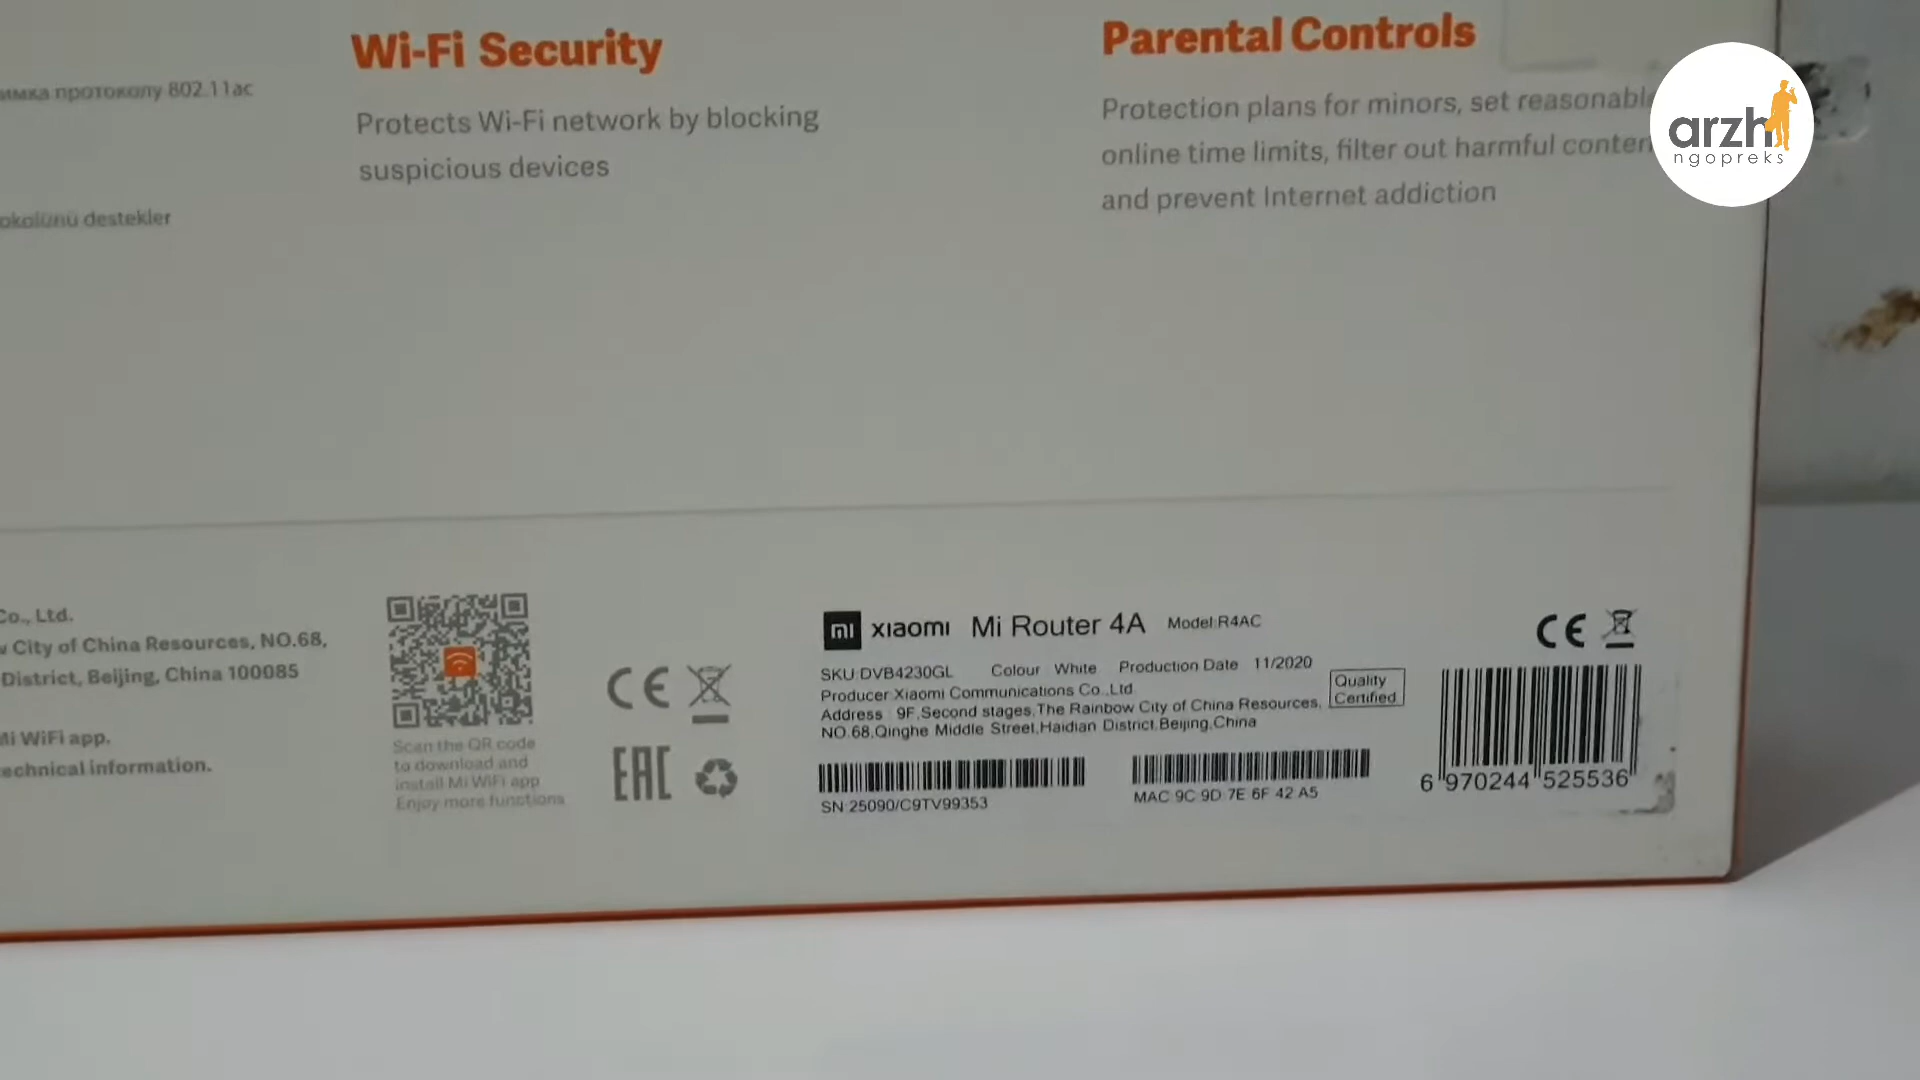 Wi-Fi Security
Protects Wi-Fi network by blocking
suspicious devices
Parental Controls
Protection plans for minors, set reasonabl
online time limits, filter out harmful conten
and prevent Internet addiction
arzh
ngopreks
имка протоколу 802.11ac
okolünü destekler
Co., Ltd.
w City of China Resources, NO.68,
District, Beijing, China 100085
Mi WiFi app.
echnical information.
Scan the QR code
to download and
install Mi WiFi app
Enjoy more functions
CE
EAC
mi xiaomi Mi Router 4A Model:R4AC
SKU:DVB4230GL Colour White Production Date 11/2020
Producer Xiaomi Communications Co.,Ltd.
Address 9F,Second stages,The Rainbow City of China Resources,
NO.68,Qinghe Middle Street,Haidian District,Beijing,China
Quality
Certified
SN:25090/C9TV99353
MAC:9C:9D:7E:6F:42:A5
CE
6 970244 525536